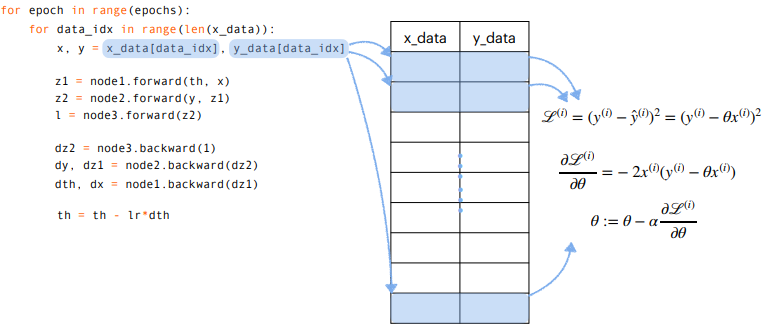 for epoch in range(epochs):
for data_idx in range(len(x_data)):
x, y = x_data[data_idx], y_data[data_idx]
z1 = node1.forward(th, x)
z2 = node2.forward(y, z1)
l = node3.forward(z2)
dz2 = node3.backward(1)
dy, dz1 = node2.backward(dz2)
dth, dx = node1.backward(dz1)
th = th - lr*dth
x_data y_data
ℒ⁽ⁱ⁾ = (y⁽ⁱ⁾ − ŷ⁽ⁱ⁾)² = (y⁽ⁱ⁾ − θx⁽ⁱ⁾)²
∂ℒ⁽ⁱ⁾/∂θ = − 2x⁽ⁱ⁾(y⁽ⁱ⁾ − θx⁽ⁱ⁾)
θ := θ − α ∂ℒ⁽ⁱ⁾/∂θ